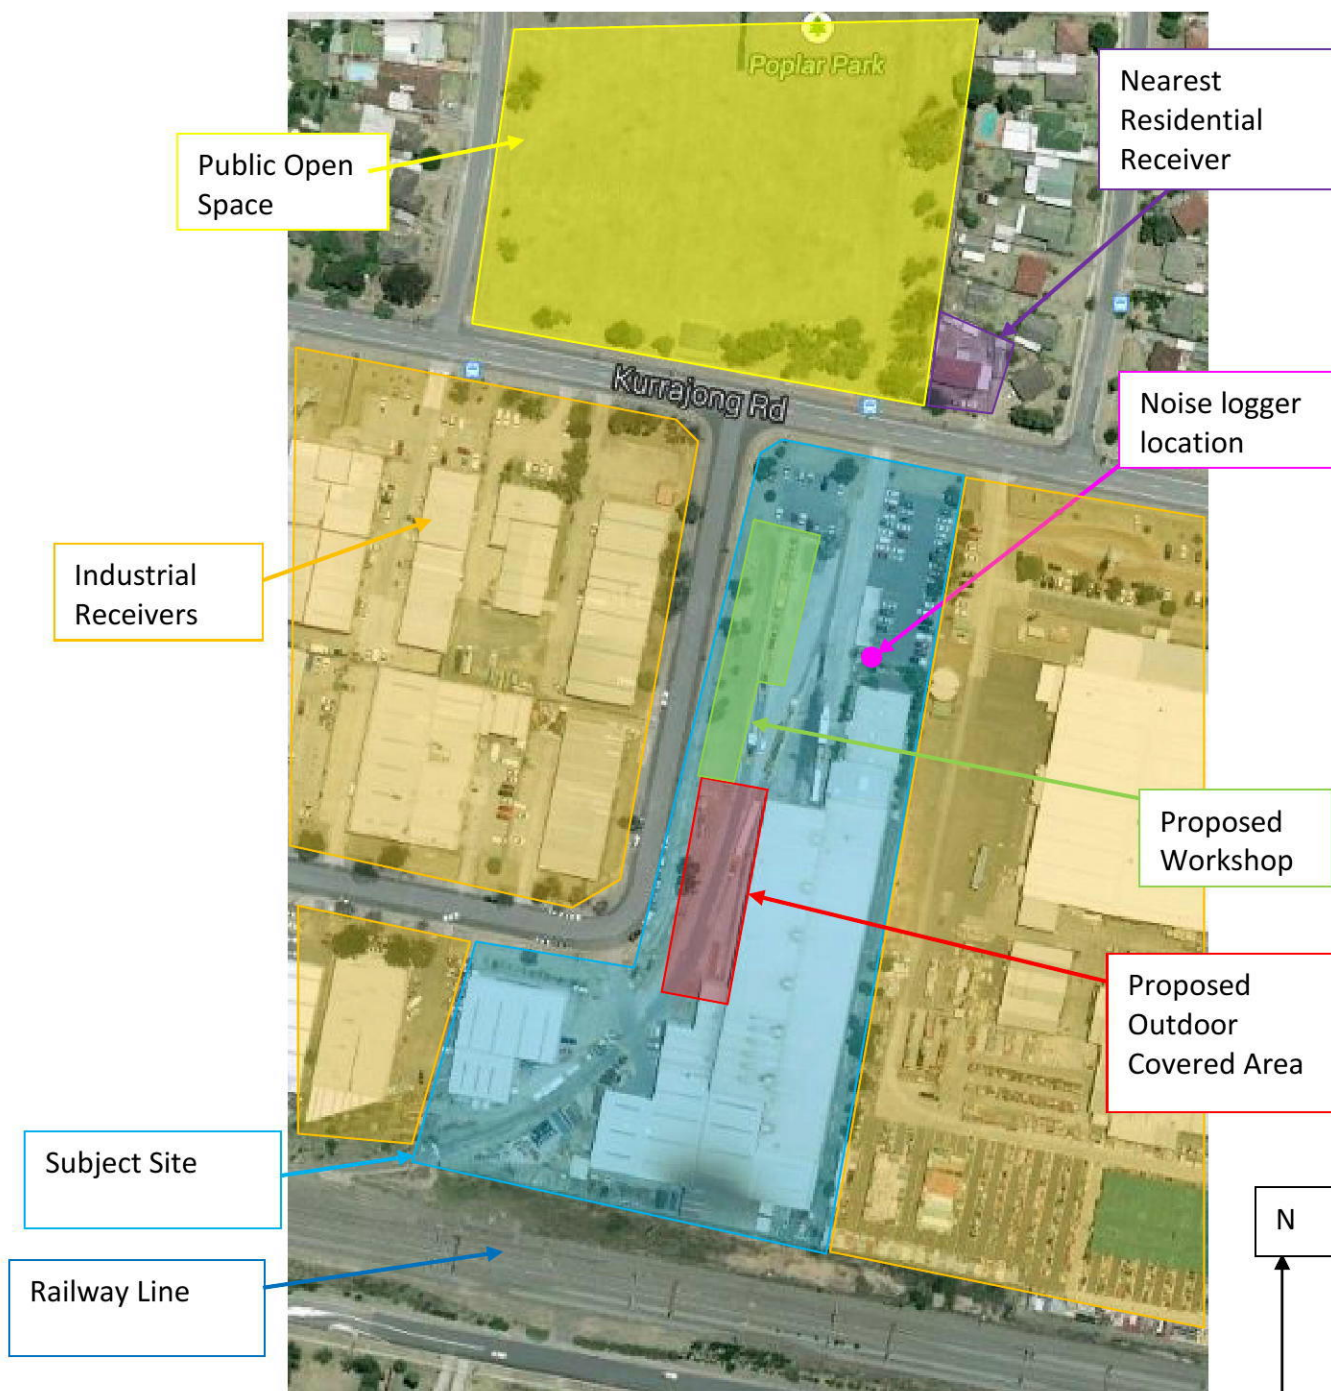 Poplar Park
Nearest
Residential
Receiver
Public Open
Space
Kurrajong Rd
Noise logger
location
Industrial
Receivers
Proposed
Workshop
Proposed
Outdoor
Covered Area
Subject Site
N
Railway Line